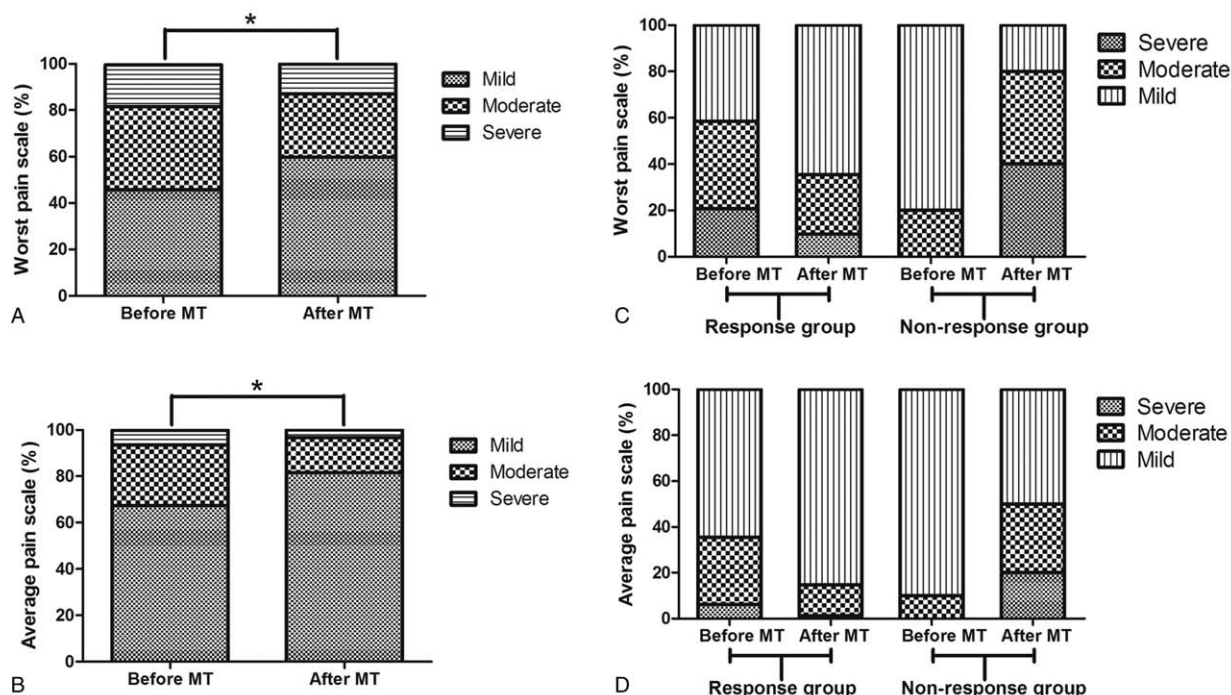 *
Worst pain scale (%)
100
80
60
40
20
0
Before MT
After MT
Mild
Moderate
Severe
A
*
Average pain scale (%)
100
80
60
40
20
0
Before MT
After MT
Mild
Moderate
Severe
B
Worst pain scale (%)
100
80
60
40
20
0
Before MT
After MT
Before MT
After MT
Response group
Non-response group
Severe
Moderate
Mild
C
Average pain scale (%)
100
80
60
40
20
0
Before MT
After MT
Before MT
After MT
Response group
Non-response group
Severe
Moderate
Mild
D